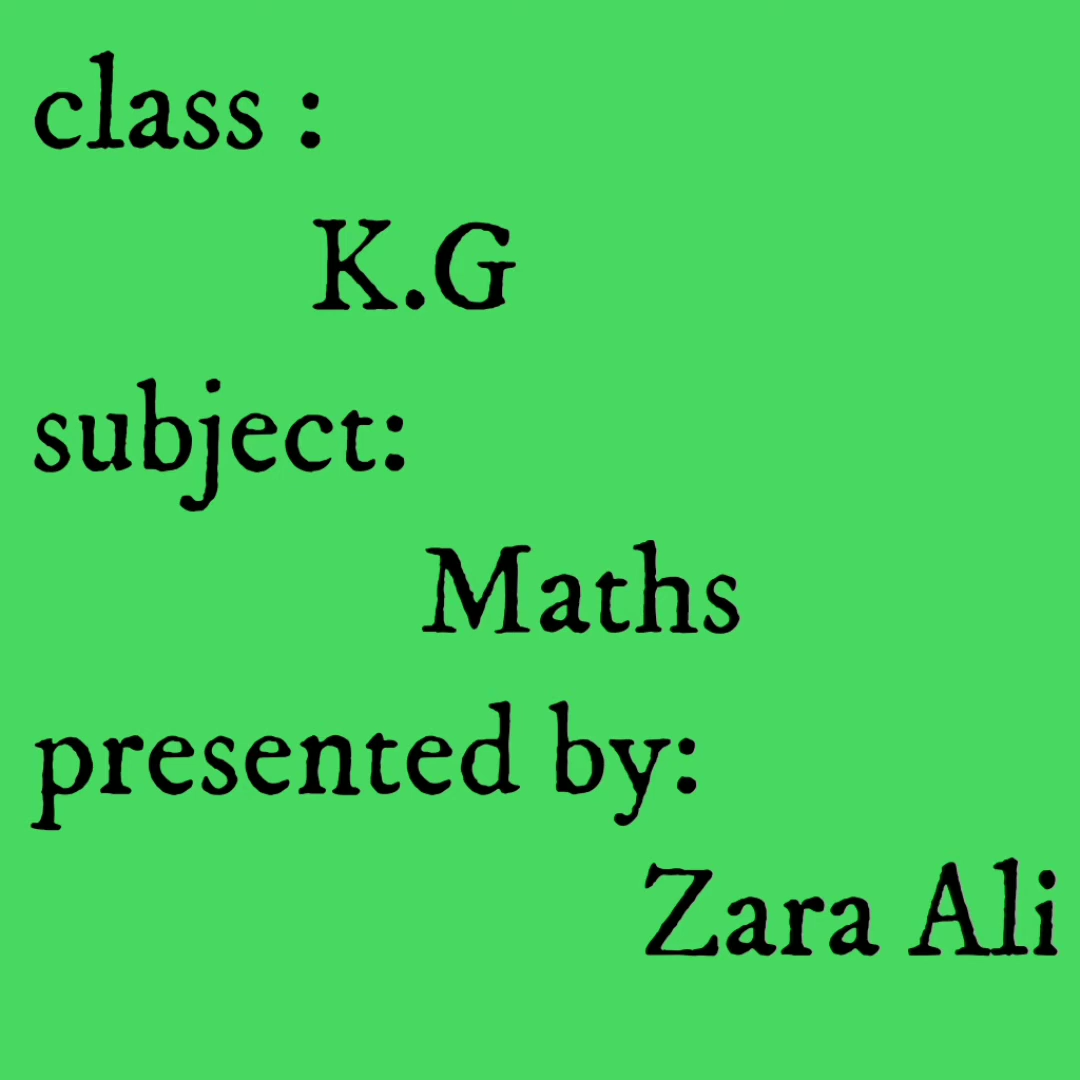 class :
K.G
subject:
Maths
presented by:
Zara Ali